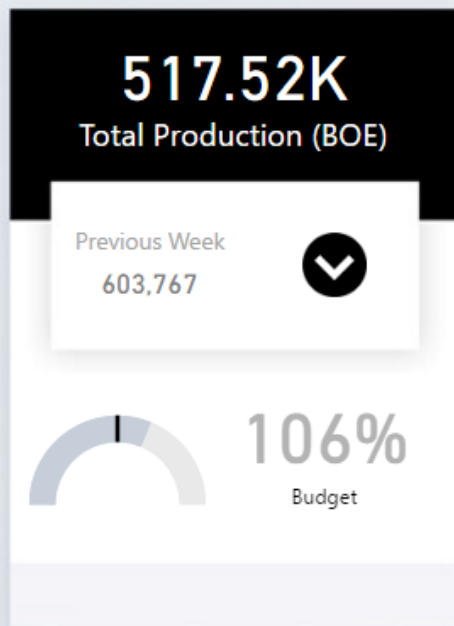 517.52K
Total Production (BOE)
Previous Week
603,767
106%
Budget